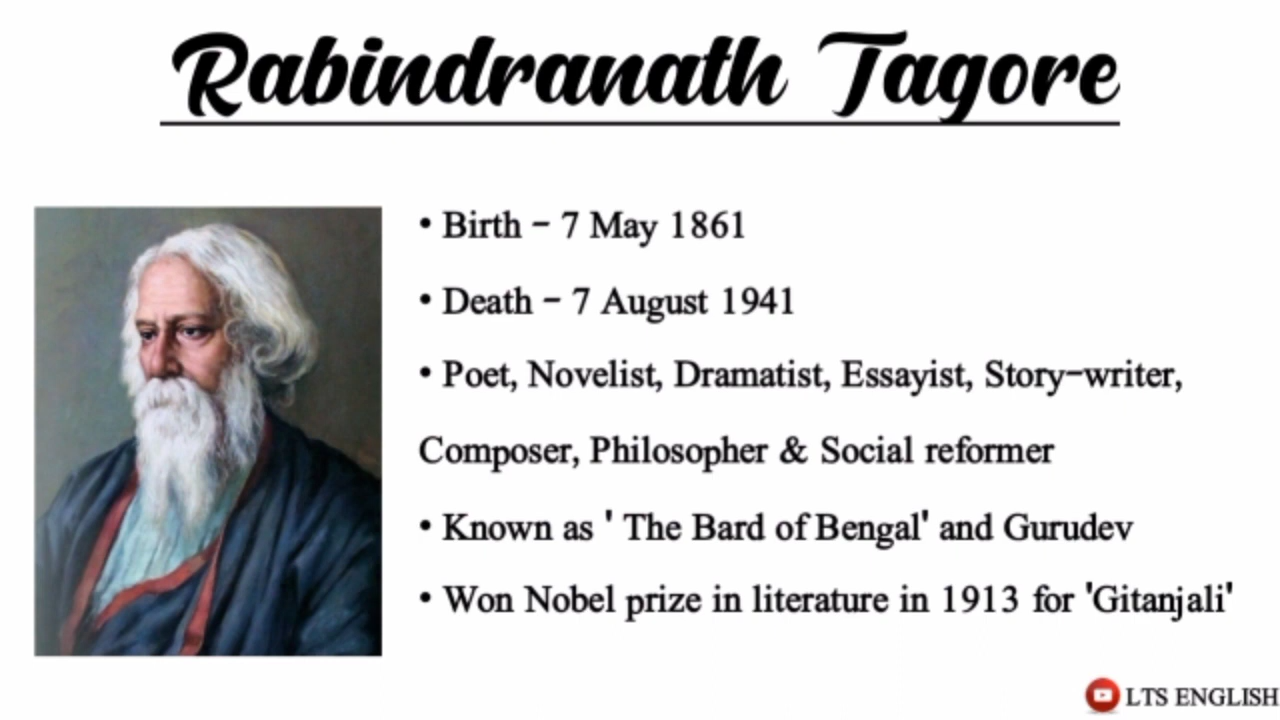 Rabindranath Tagore
• Birth - 7 May 1861
• Death - 7 August 1941
• Poet, Novelist, Dramatist, Essayist, Story-writer,
Composer, Philosopher & Social reformer
• Known as ' The Bard of Bengal' and Gurudev
• Won Nobel prize in literature in 1913 for 'Gitanjali'
LTS ENGLISH